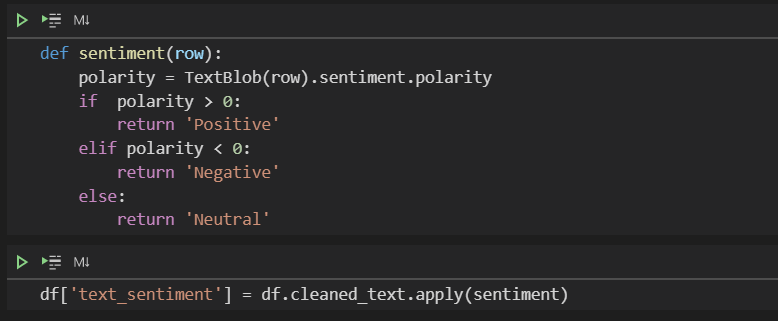 M↓
def sentiment(row):
    polarity = TextBlob(row).sentiment.polarity
    if  polarity > 0:
        return 'Positive'
    elif polarity < 0:
        return 'Negative'
    else:
        return 'Neutral'
M↓
df['text_sentiment'] = df.cleaned_text.apply(sentiment)